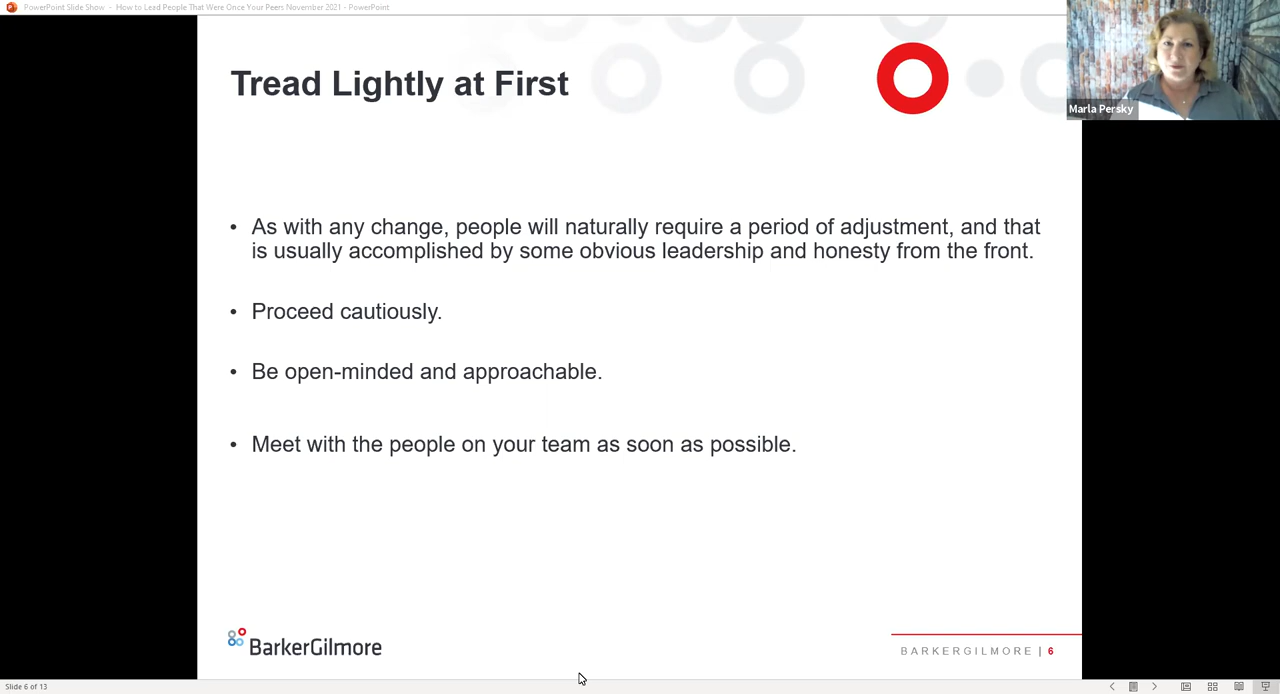 PowerPoint Slide Show - How to Lead People That Were Once Your Peers November 2021 - PowerPoint
Marla Persky
Tread Lightly at First
• As with any change, people will naturally require a period of adjustment, and that
is usually accomplished by some obvious leadership and honesty from the front.
• Proceed cautiously.
• Be open-minded and approachable.
• Meet with the people on your team as soon as possible.
BarkerGilmore
BARKERGILMORE | 6
Slide 6 of 13